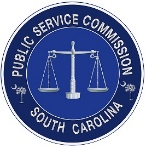 PUBLIC SERVICE COMMISSION
SOUTH CAROLINA